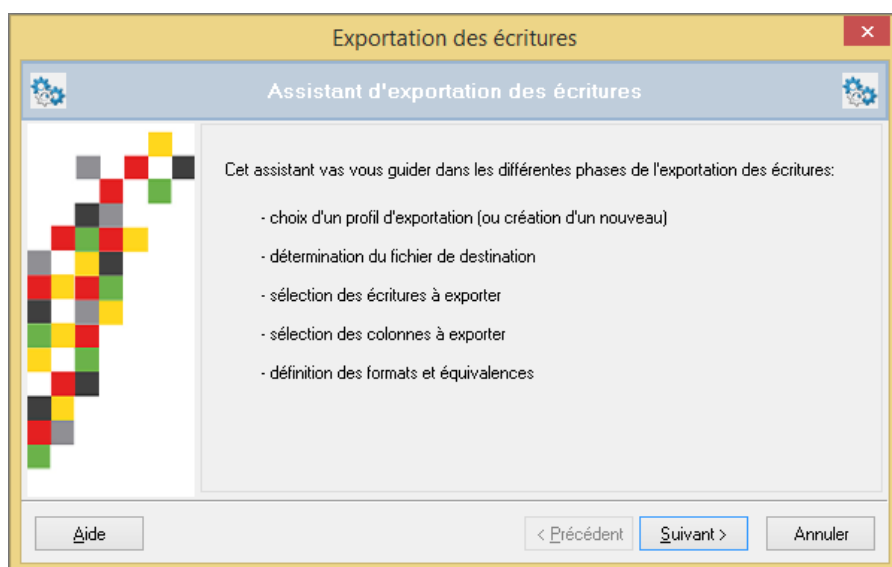 Exportation des écritures
Assistant d'exportation des écritures
Cet assistant vas vous guider dans les différentes phases de l'exportation des écritures:
- choix d'un profil d'exportation (ou création d'un nouveau)
- détermination du fichier de destination
- sélection des écritures à exporter
- sélection des colonnes à exporter
- définition des formats et équivalences
Aide
< Précédent
Suivant >
Annuler